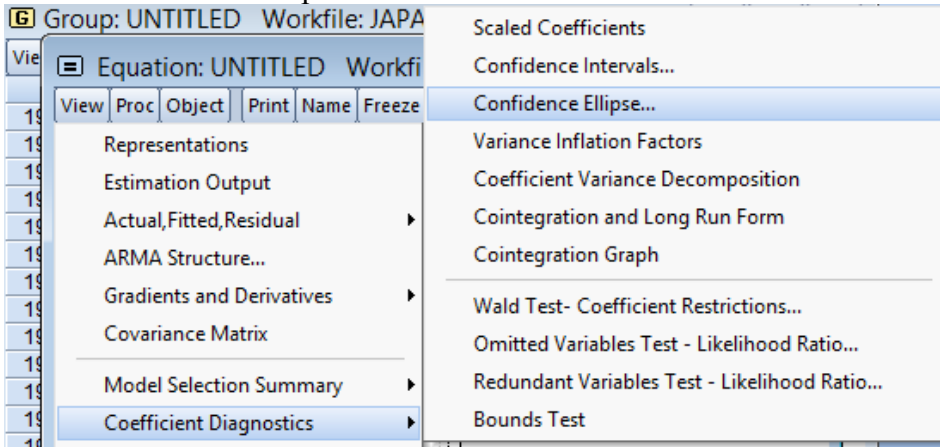 Group: UNTITLED Workfile: JAPA
Vie
Equation: UNTITLED Workfi
View Proc Object Print Name Freeze
Representations
Estimation Output
Actual,Fitted,Residual
ARMA Structure...
Gradients and Derivatives
Covariance Matrix
Model Selection Summary
Coefficient Diagnostics
Scaled Coefficients
Confidence Intervals...
Confidence Ellipse...
Variance Inflation Factors
Coefficient Variance Decomposition
Cointegration and Long Run Form
Cointegration Graph
Wald Test- Coefficient Restrictions...
Omitted Variables Test - Likelihood Ratio...
Redundant Variables Test - Likelihood Ratio...
Bounds Test